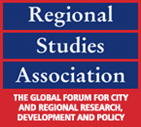 Regional
Studies
Association
THE GLOBAL FORUM FOR CITY
AND REGIONAL RESEARCH,
DEVELOPMENT AND POLICY